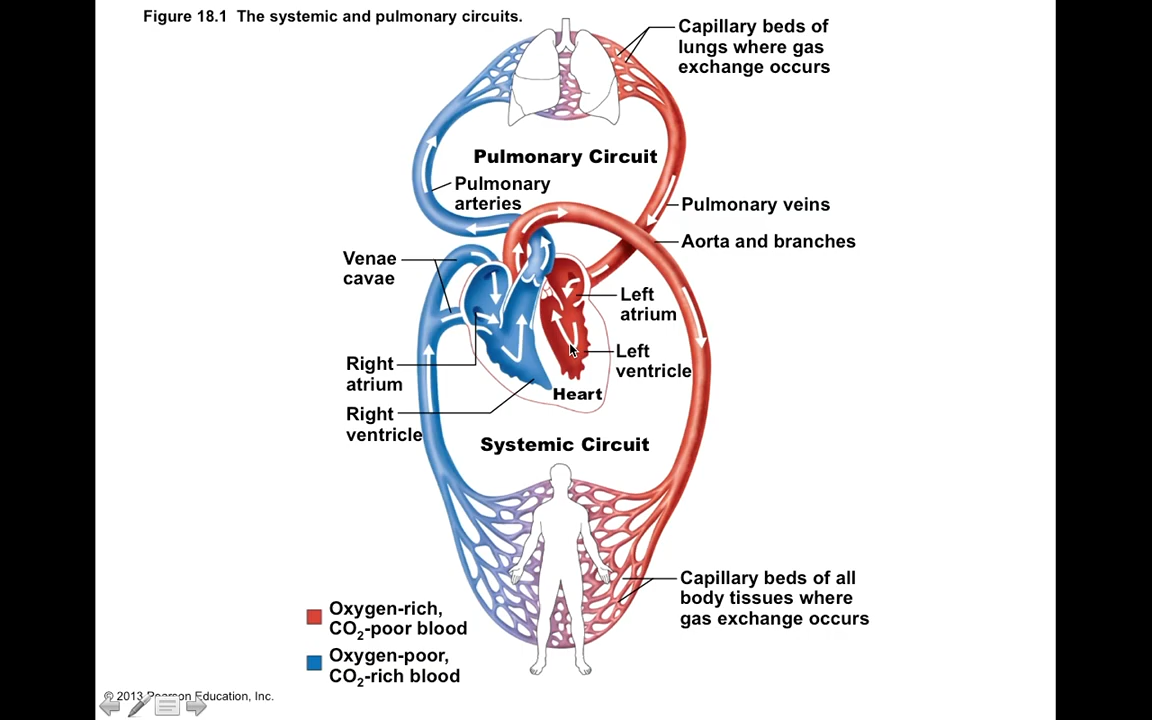 Figure 18.1  The systemic and pulmonary circuits.
Capillary beds of
lungs where gas
exchange occurs
Pulmonary Circuit
Pulmonary
arteries
Pulmonary veins
Aorta and branches
Venae
cavae
Left
atrium
Left
ventricle
Right
atrium
Heart
Right
ventricle
Systemic Circuit
Capillary beds of all
body tissues where
gas exchange occurs
Oxygen-rich,
CO₂-poor blood
Oxygen-poor,
CO₂-rich blood
© 2013 Pearson Education, Inc.